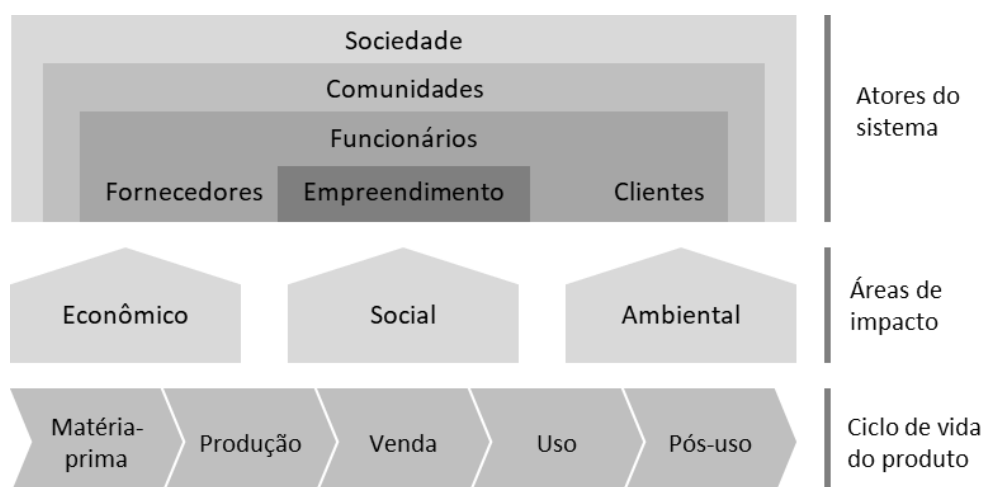 Sociedade
Comunidades
Funcionários
Fornecedores Empreendimento Clientes
Atores do
sistema
Econômico Social Ambiental
Áreas de
impacto
Matéria-
prima
Produção
Venda
Uso
Pós-uso
Ciclo de vida
do produto